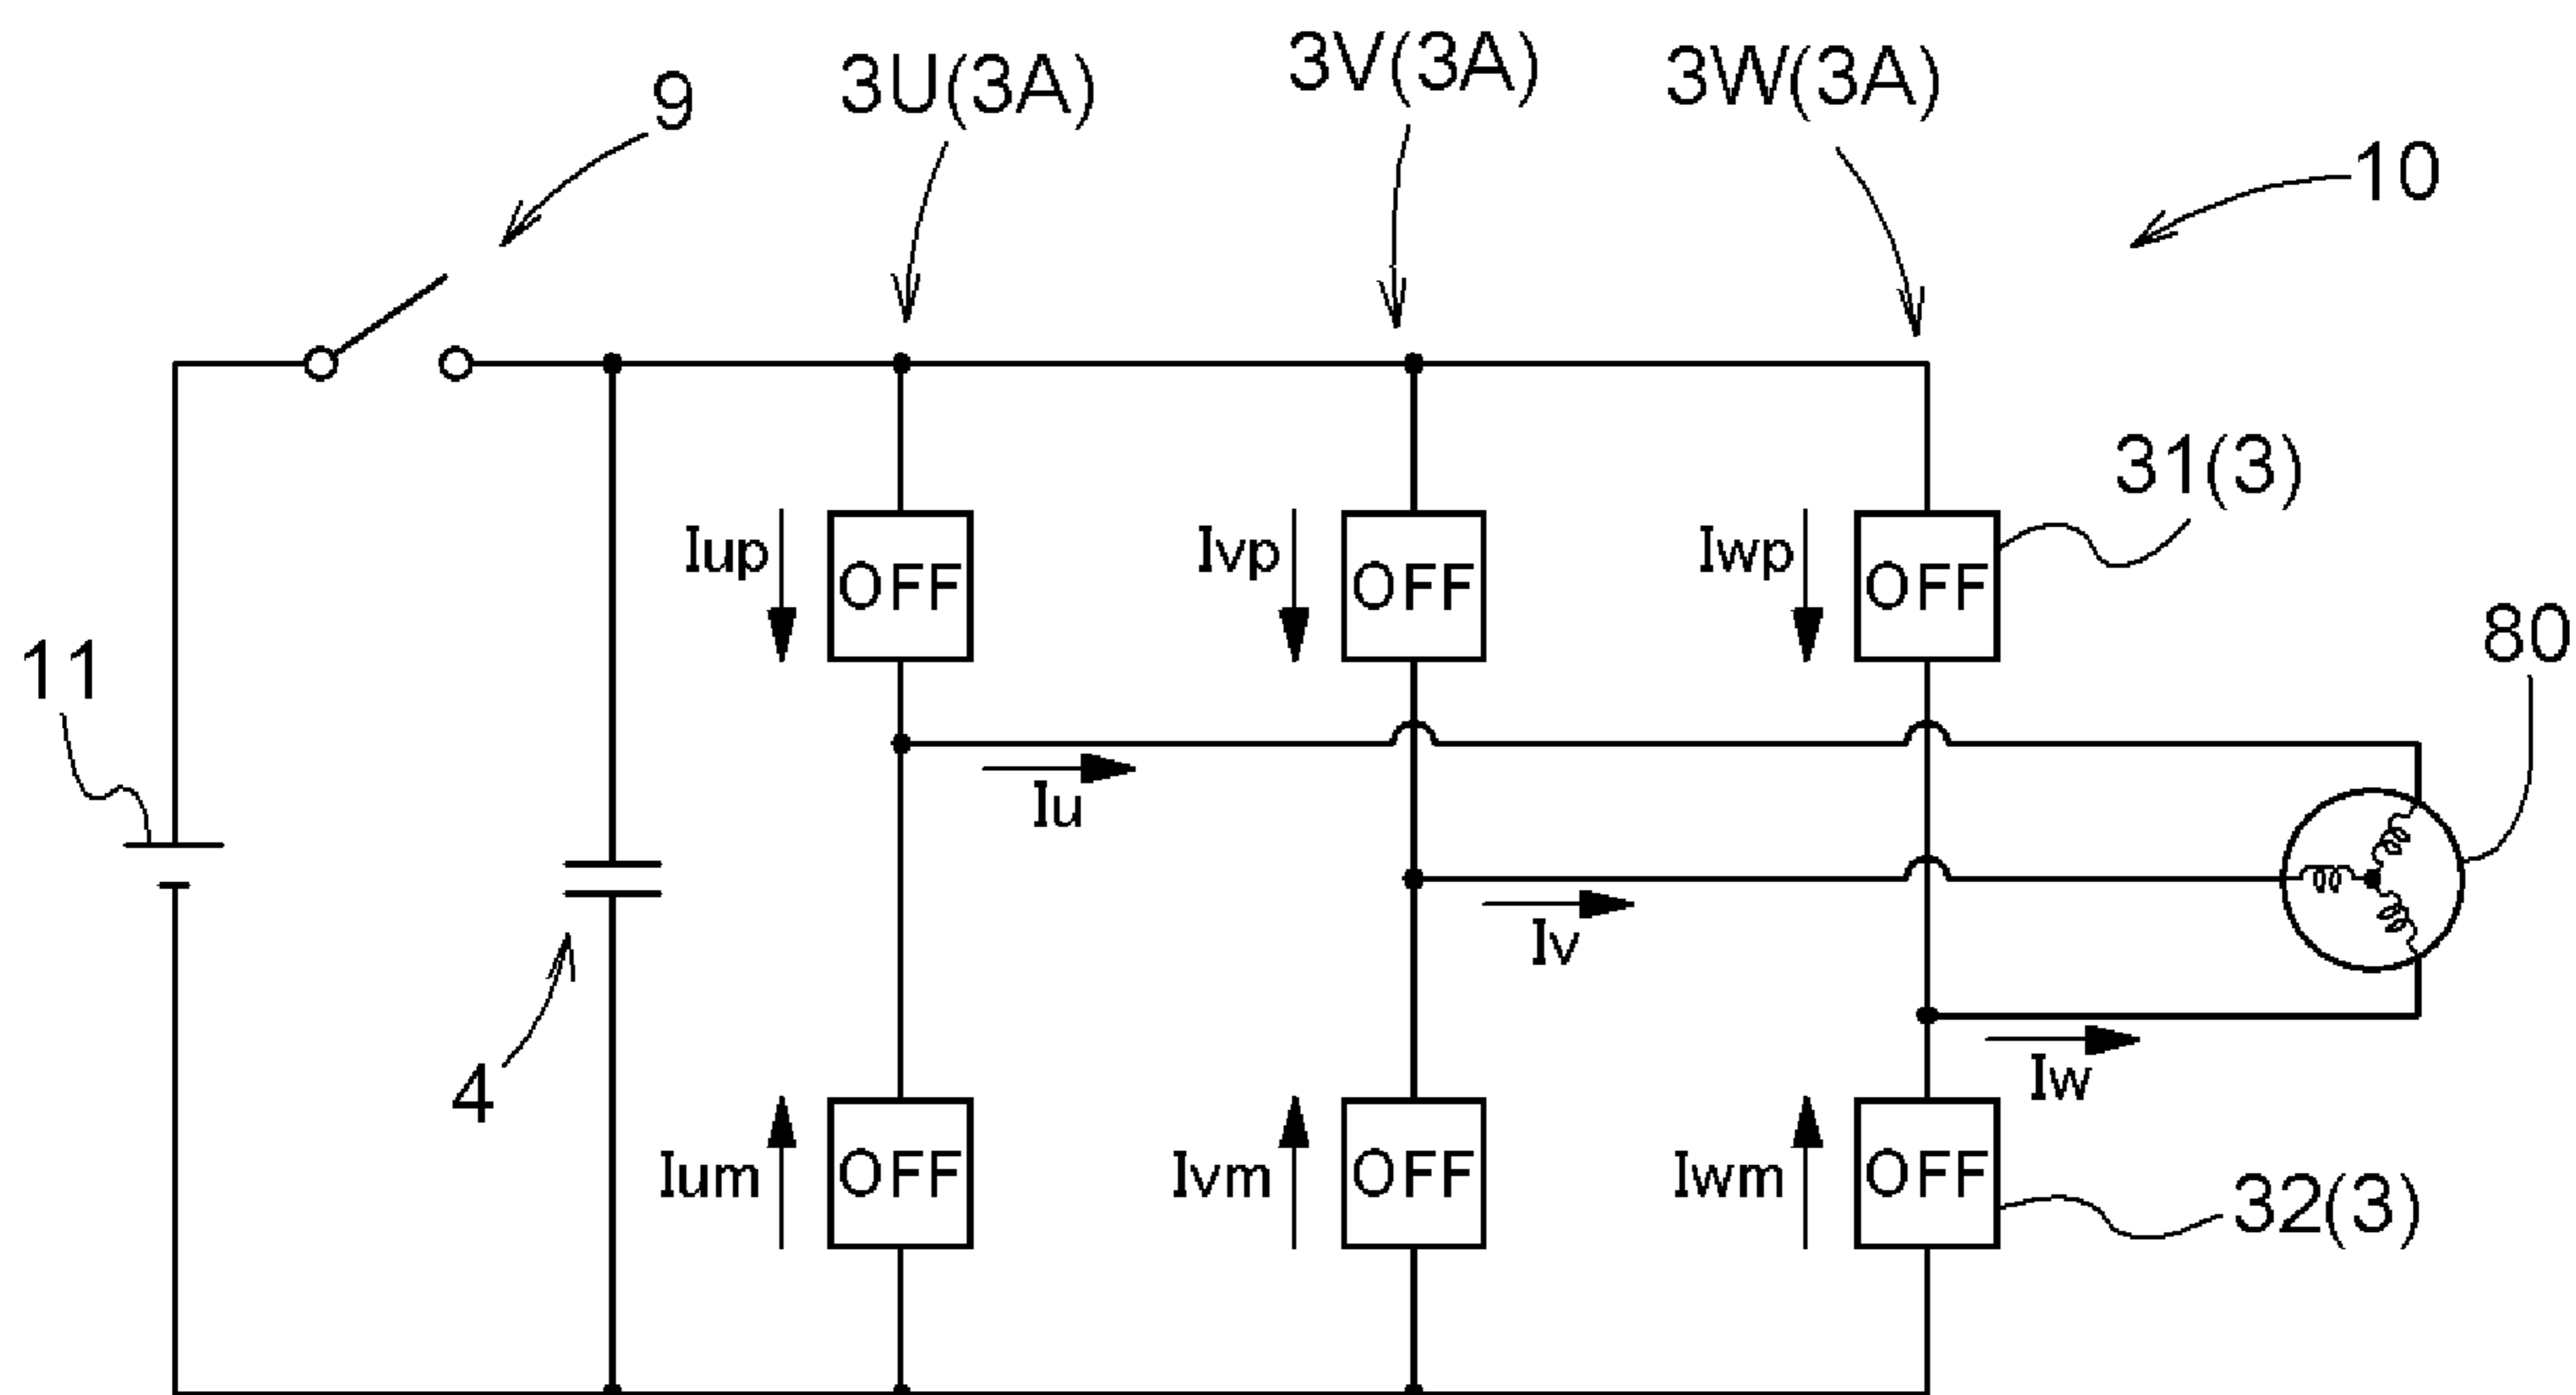 9
3U(3A)
3V(3A)
3W(3A)
10
31(3)
Iup
OFF
Ivp
OFF
Iwp
OFF
11
80
Iu
Iv
4
Iw
Ium
OFF
Ivm
OFF
Iwm
OFF
32(3)